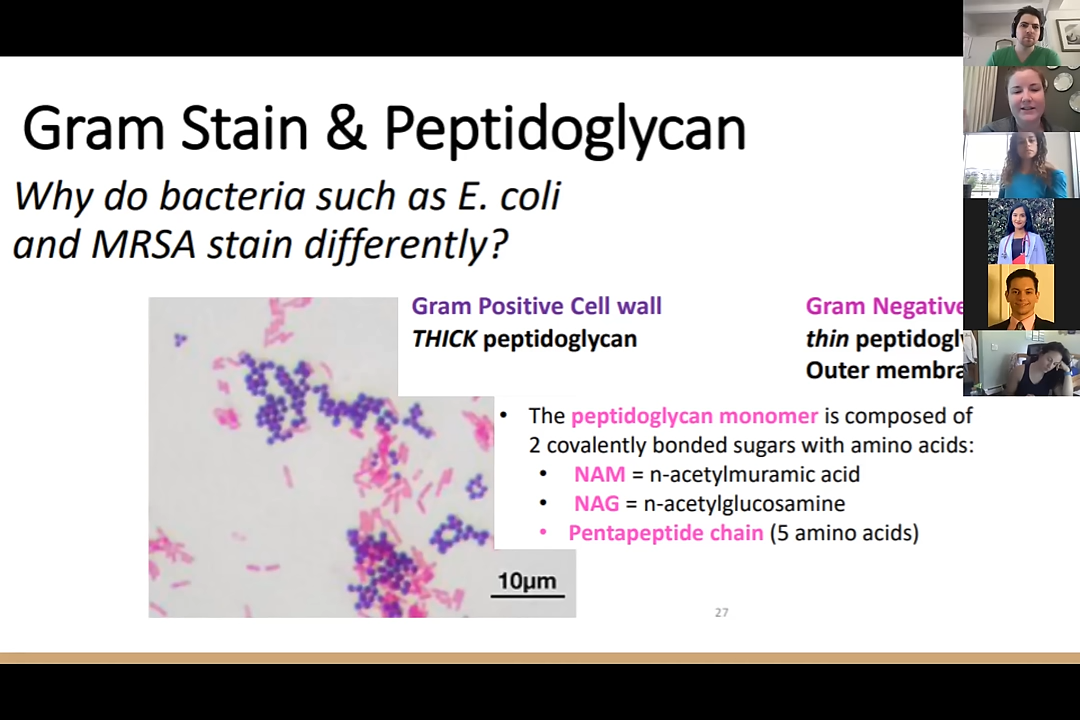 Gram Stain & Peptidoglycan
Why do bacteria such as E. coli
and MRSA stain differently?
Gram Positive Cell wall
THICK peptidoglycan
Gram Negative
thin
Outer
• The peptidoglycan monomer is composed of
2 covalently bonded sugars with amino acids:
• NAM = n-acetylmuramic acid
• NAG = n-acetylglucosamine
• Pentapeptide chain (5 amino acids)
10µm
27